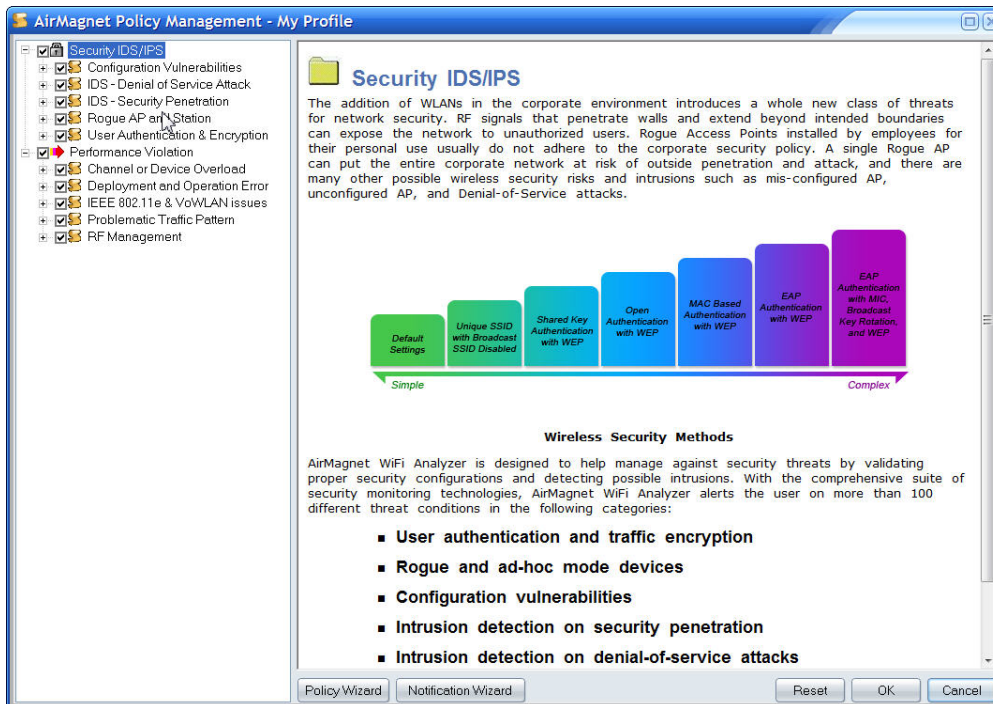 AirMagnet Policy Management - My Profile
Security IDS/IPS
Configuration Vulnerabilities
IDS - Denial of Service Attack
IDS - Security Penetration
Rogue AP and Station
User Authentication & Encryption
Performance Violation
Channel or Device Overload
Deployment and Operation Error
IEEE 802.11e & VoWLAN issues
Problematic Traffic Pattern
RF Management
Security IDS/IPS
The addition of WLANs in the corporate environment introduces a whole new class of threats
for network security. RF signals that penetrate walls and extend beyond intended boundaries
can expose the network to unauthorized users. Rogue Access Points installed by employees for
their personal use usually do not adhere to the corporate security policy. A single Rogue AP
can put the entire corporate network at risk of outside penetration and attack, and there are
many other possible wireless security risks and intrusions such as mis-configured AP,
unconfigured AP, and Denial-of-Service attacks.
Default
Settings
Unique SSID
with Broadcast
SSID Disabled
Shared Key
Authentication
with WEP
Open
Authentication
with WEP
MAC Based
Authentication
with WEP
EAP
Authentication
with WEP
EAP
Authentication
with MIC,
Broadcast
Key Rotation,
and WEP
Simple
Complex
Wireless Security Methods
AirMagnet WiFi Analyzer is designed to help manage against security threats by validating
proper security configurations and detecting possible intrusions. With the comprehensive suite of
security monitoring technologies, AirMagnet WiFi Analyzer alerts the user on more than 100
different threat conditions in the following categories:
▪ User authentication and traffic encryption
▪ Rogue and ad-hoc mode devices
▪ Configuration vulnerabilities
▪ Intrusion detection on security penetration
▪ Intrusion detection on denial-of-service attacks
Policy Wizard
Notification Wizard
Reset
OK
Cancel